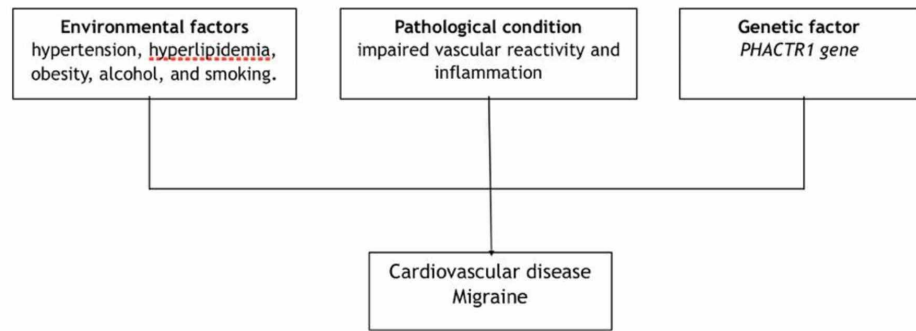 Environmental factors
hypertension, hyperlipidemia,
obesity, alcohol, and smoking.
Pathological condition
impaired vascular reactivity and
inflammation
Genetic factor
PHACTR1 gene
Cardiovascular disease
Migraine